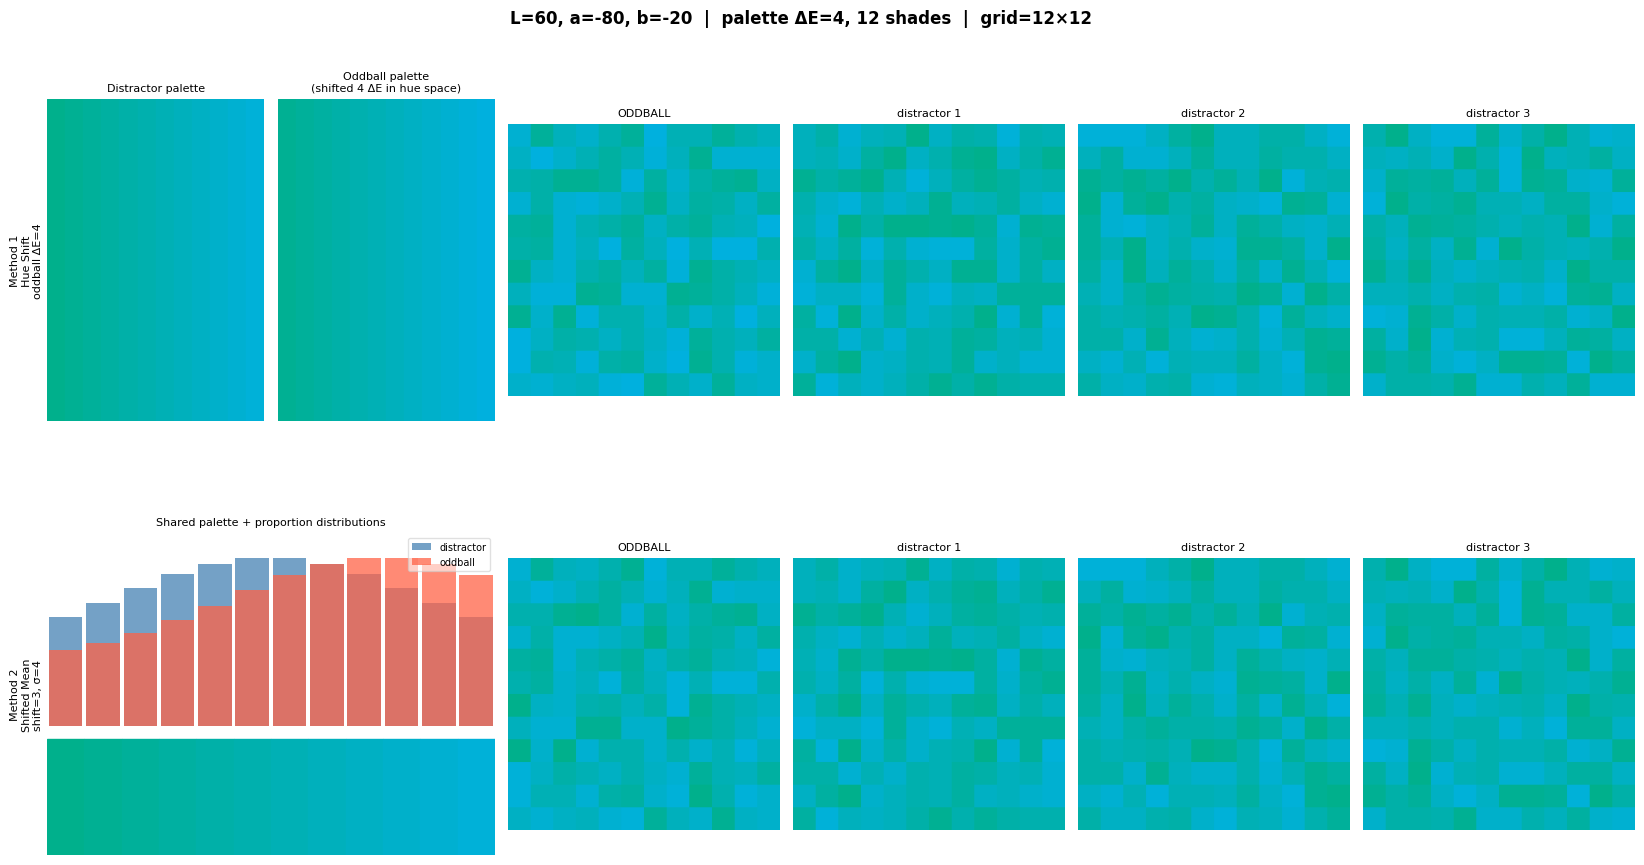 L=60, a=-80, b=-20 | palette ΔE=4, 12 shades | grid=12×12
Distractor palette
Oddball palette
(shifted 4 ΔE in hue space)
ODDBALL
distractor 1
distractor 2
distractor 3
Method 1
Hue Shift
oddball ΔE=4
Shared palette + proportion distributions
distractor
oddball
ODDBALL
distractor 1
distractor 2
distractor 3
Method 2
Shifted Mean
shift=3, σ=4